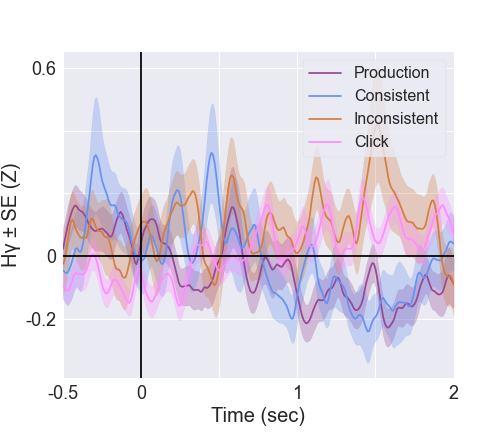 Production
Consistent
Inconsistent
Click
0.6
0
-0.2
Hγ ± SE (Z)
-0.5 0 1 2
Time (sec)